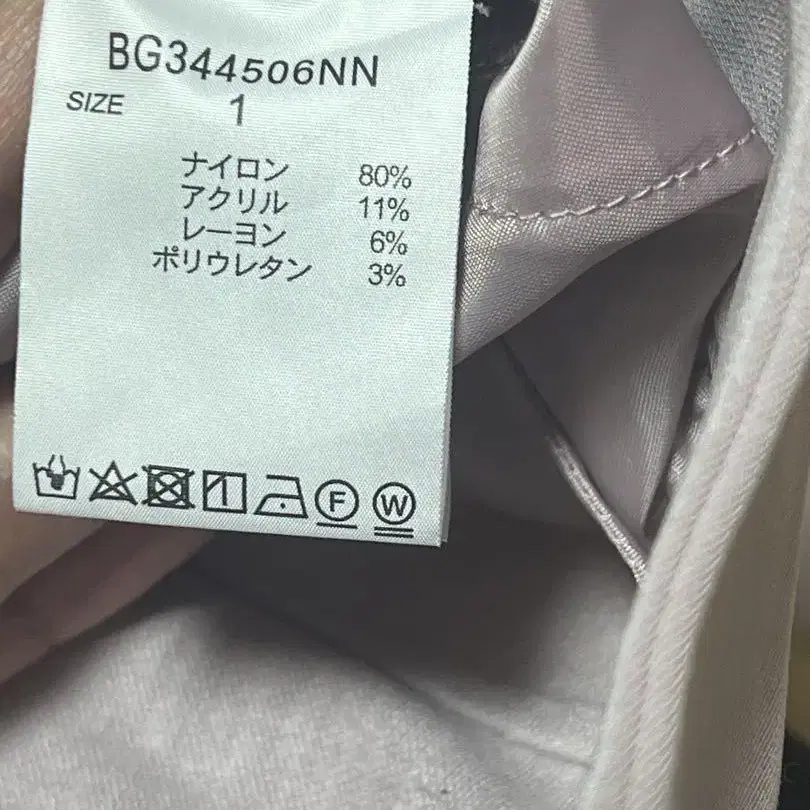 BG344506NN
SIZE 1
ナイロン 80%
アクリル 11%
レーヨン 6%
ポリウレタン 3%
F W